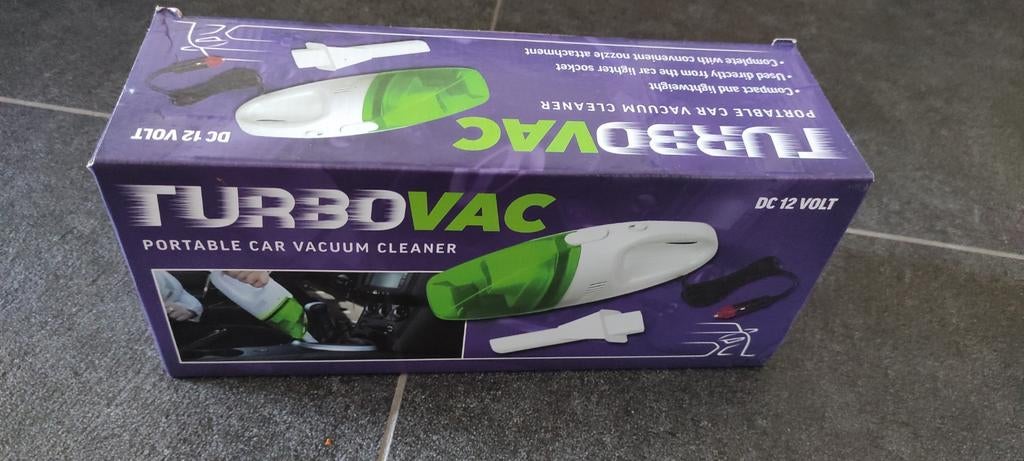 • Compact and lightweight
• Used directly from the car lighter socket
• Complete with convenient nozzle attachment
TURBOVAC
PORTABLE CAR VACUUM CLEANER
DC 12 VOLT
TURBOVAC
PORTABLE CAR VACUUM CLEANER
DC 12 VOLT